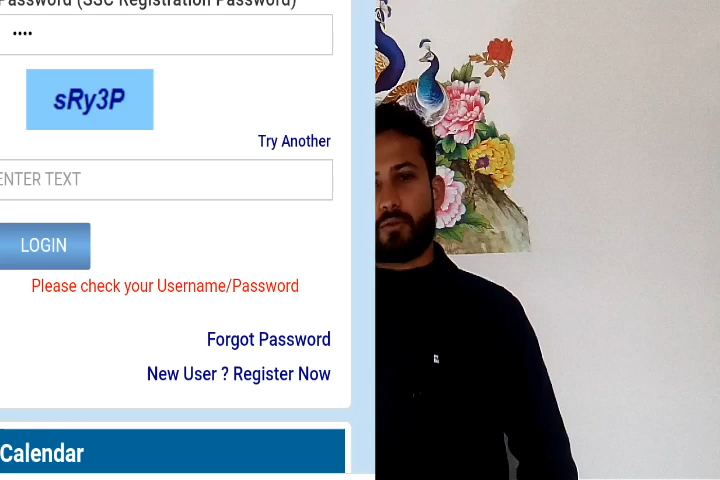 Password (SSC Registration Password)
••••
sRy3P
Try Another
ENTER TEXT
LOGIN
Please check your Username/Password
Forgot Password
New User ? Register Now
Calendar